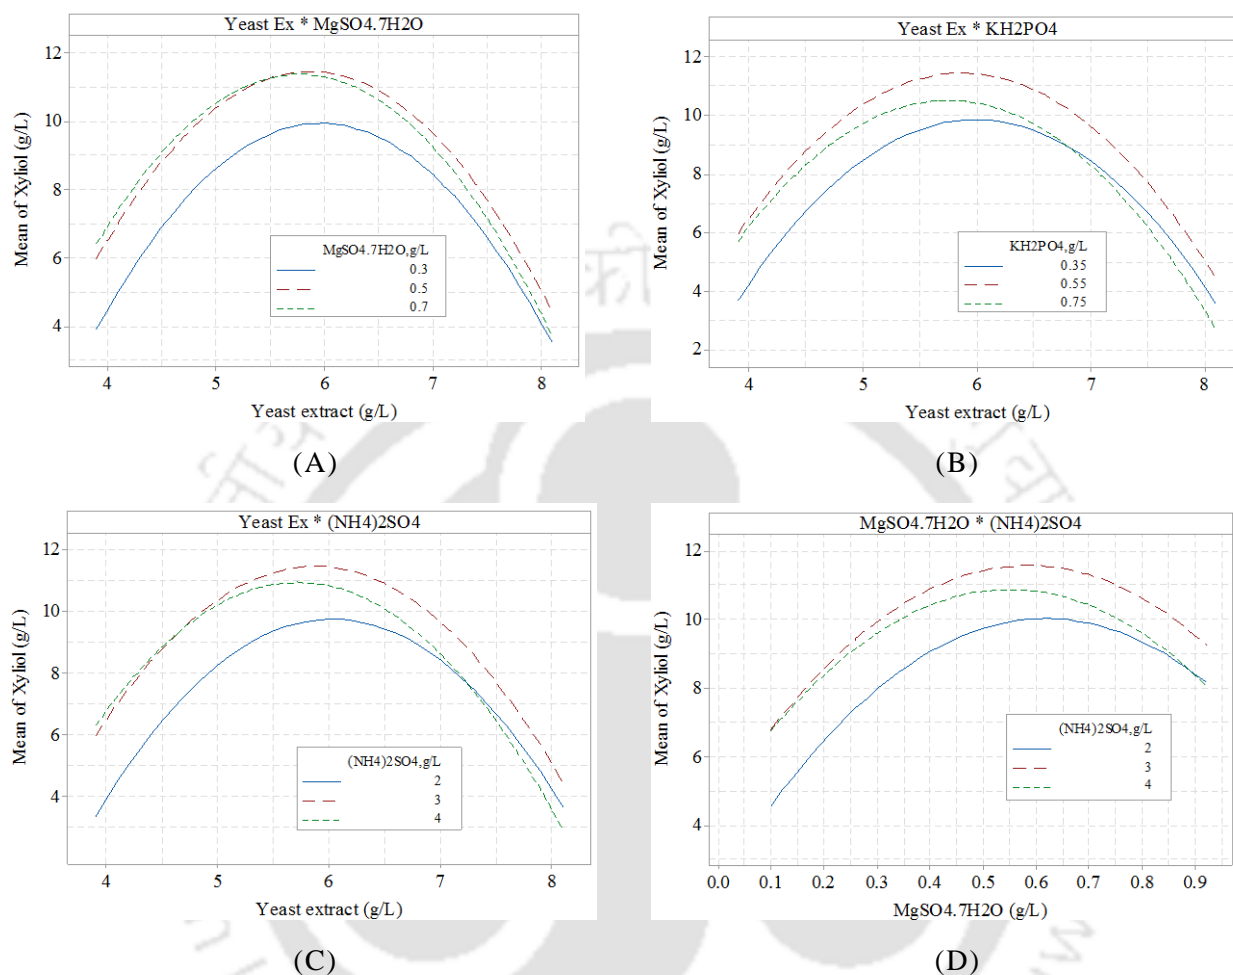 Yeast Ex * MgSO4.7H2O
Mean of Xyliol (g/L)
12
10
8
6
4
MgSO4.7H2O,g/L
0.3
0.5
0.7
4 5 6 7 8
Yeast extract (g/L)
(A)
Yeast Ex * KH2PO4
Mean of Xyliol (g/L)
12
10
8
6
4
2
KH2PO4,g/L
0.35
0.55
0.75
4 5 6 7 8
Yeast extract (g/L)
(B)
Yeast Ex * (NH4)2SO4
Mean of Xyliol (g/L)
12
10
8
6
4
(NH4)2SO4,g/L
2
3
4
4 5 6 7 8
Yeast extract (g/L)
(C)
MgSO4.7H2O * (NH4)2SO4
Mean of Xyliol (g/L)
12
10
8
6
4
(NH4)2SO4,g/L
2
3
4
0.0 0.1 0.2 0.3 0.4 0.5 0.6 0.7 0.8 0.9
MgSO4.7H2O (g/L)
(D)